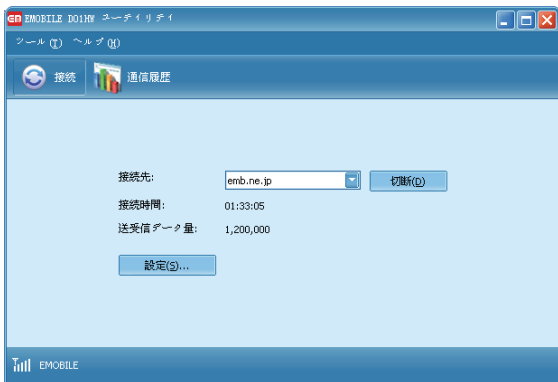 EMOBILE D01HW ユーティリティ
ツール(T) ヘルプ(H)
接続 通信履歴
接続先: emb.ne.jp 切断(D)
接続時間: 01:33:05
送受信データ量: 1,200,000
設定(S)...
EMOBILE